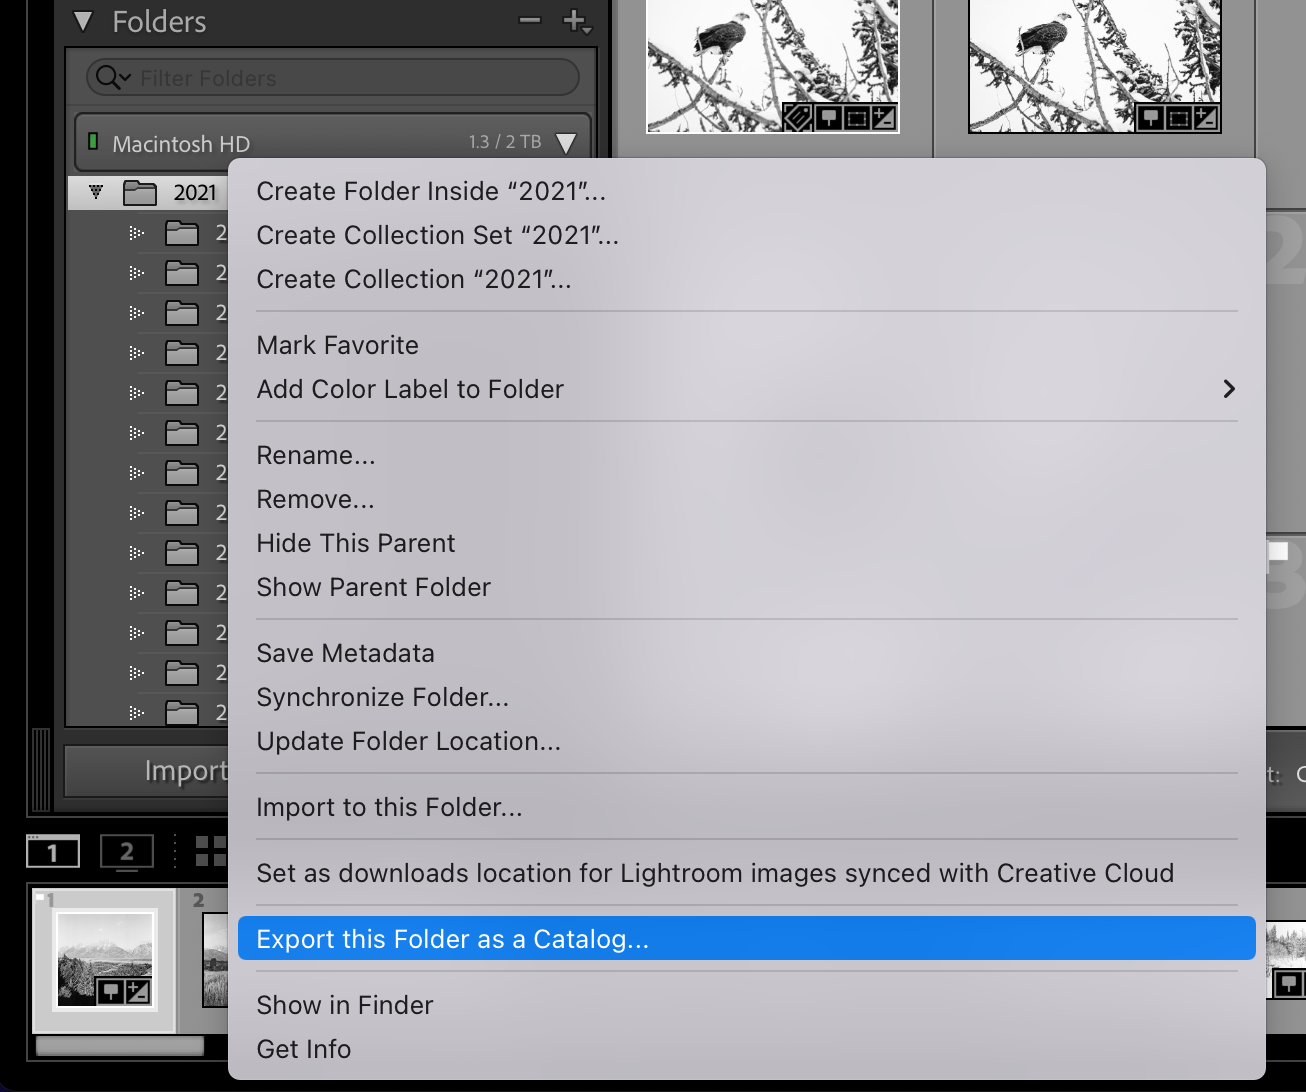 Folders
Filter Folders
Macintosh HD 1.3 / 2 TB
2021
Create Folder Inside “2021”...
Create Collection Set “2021”...
Create Collection “2021”...
Mark Favorite
Add Color Label to Folder
Rename...
Remove...
Hide This Parent
Show Parent Folder
Save Metadata
Synchronize Folder...
Update Folder Location...
Import to this Folder...
Set as downloads location for Lightroom images synced with Creative Cloud
Export this Folder as a Catalog...
Show in Finder
Get Info
2
2
2
2
2
2
2
2
2
2
2
2
2
Import
2
3
1 2
1 2